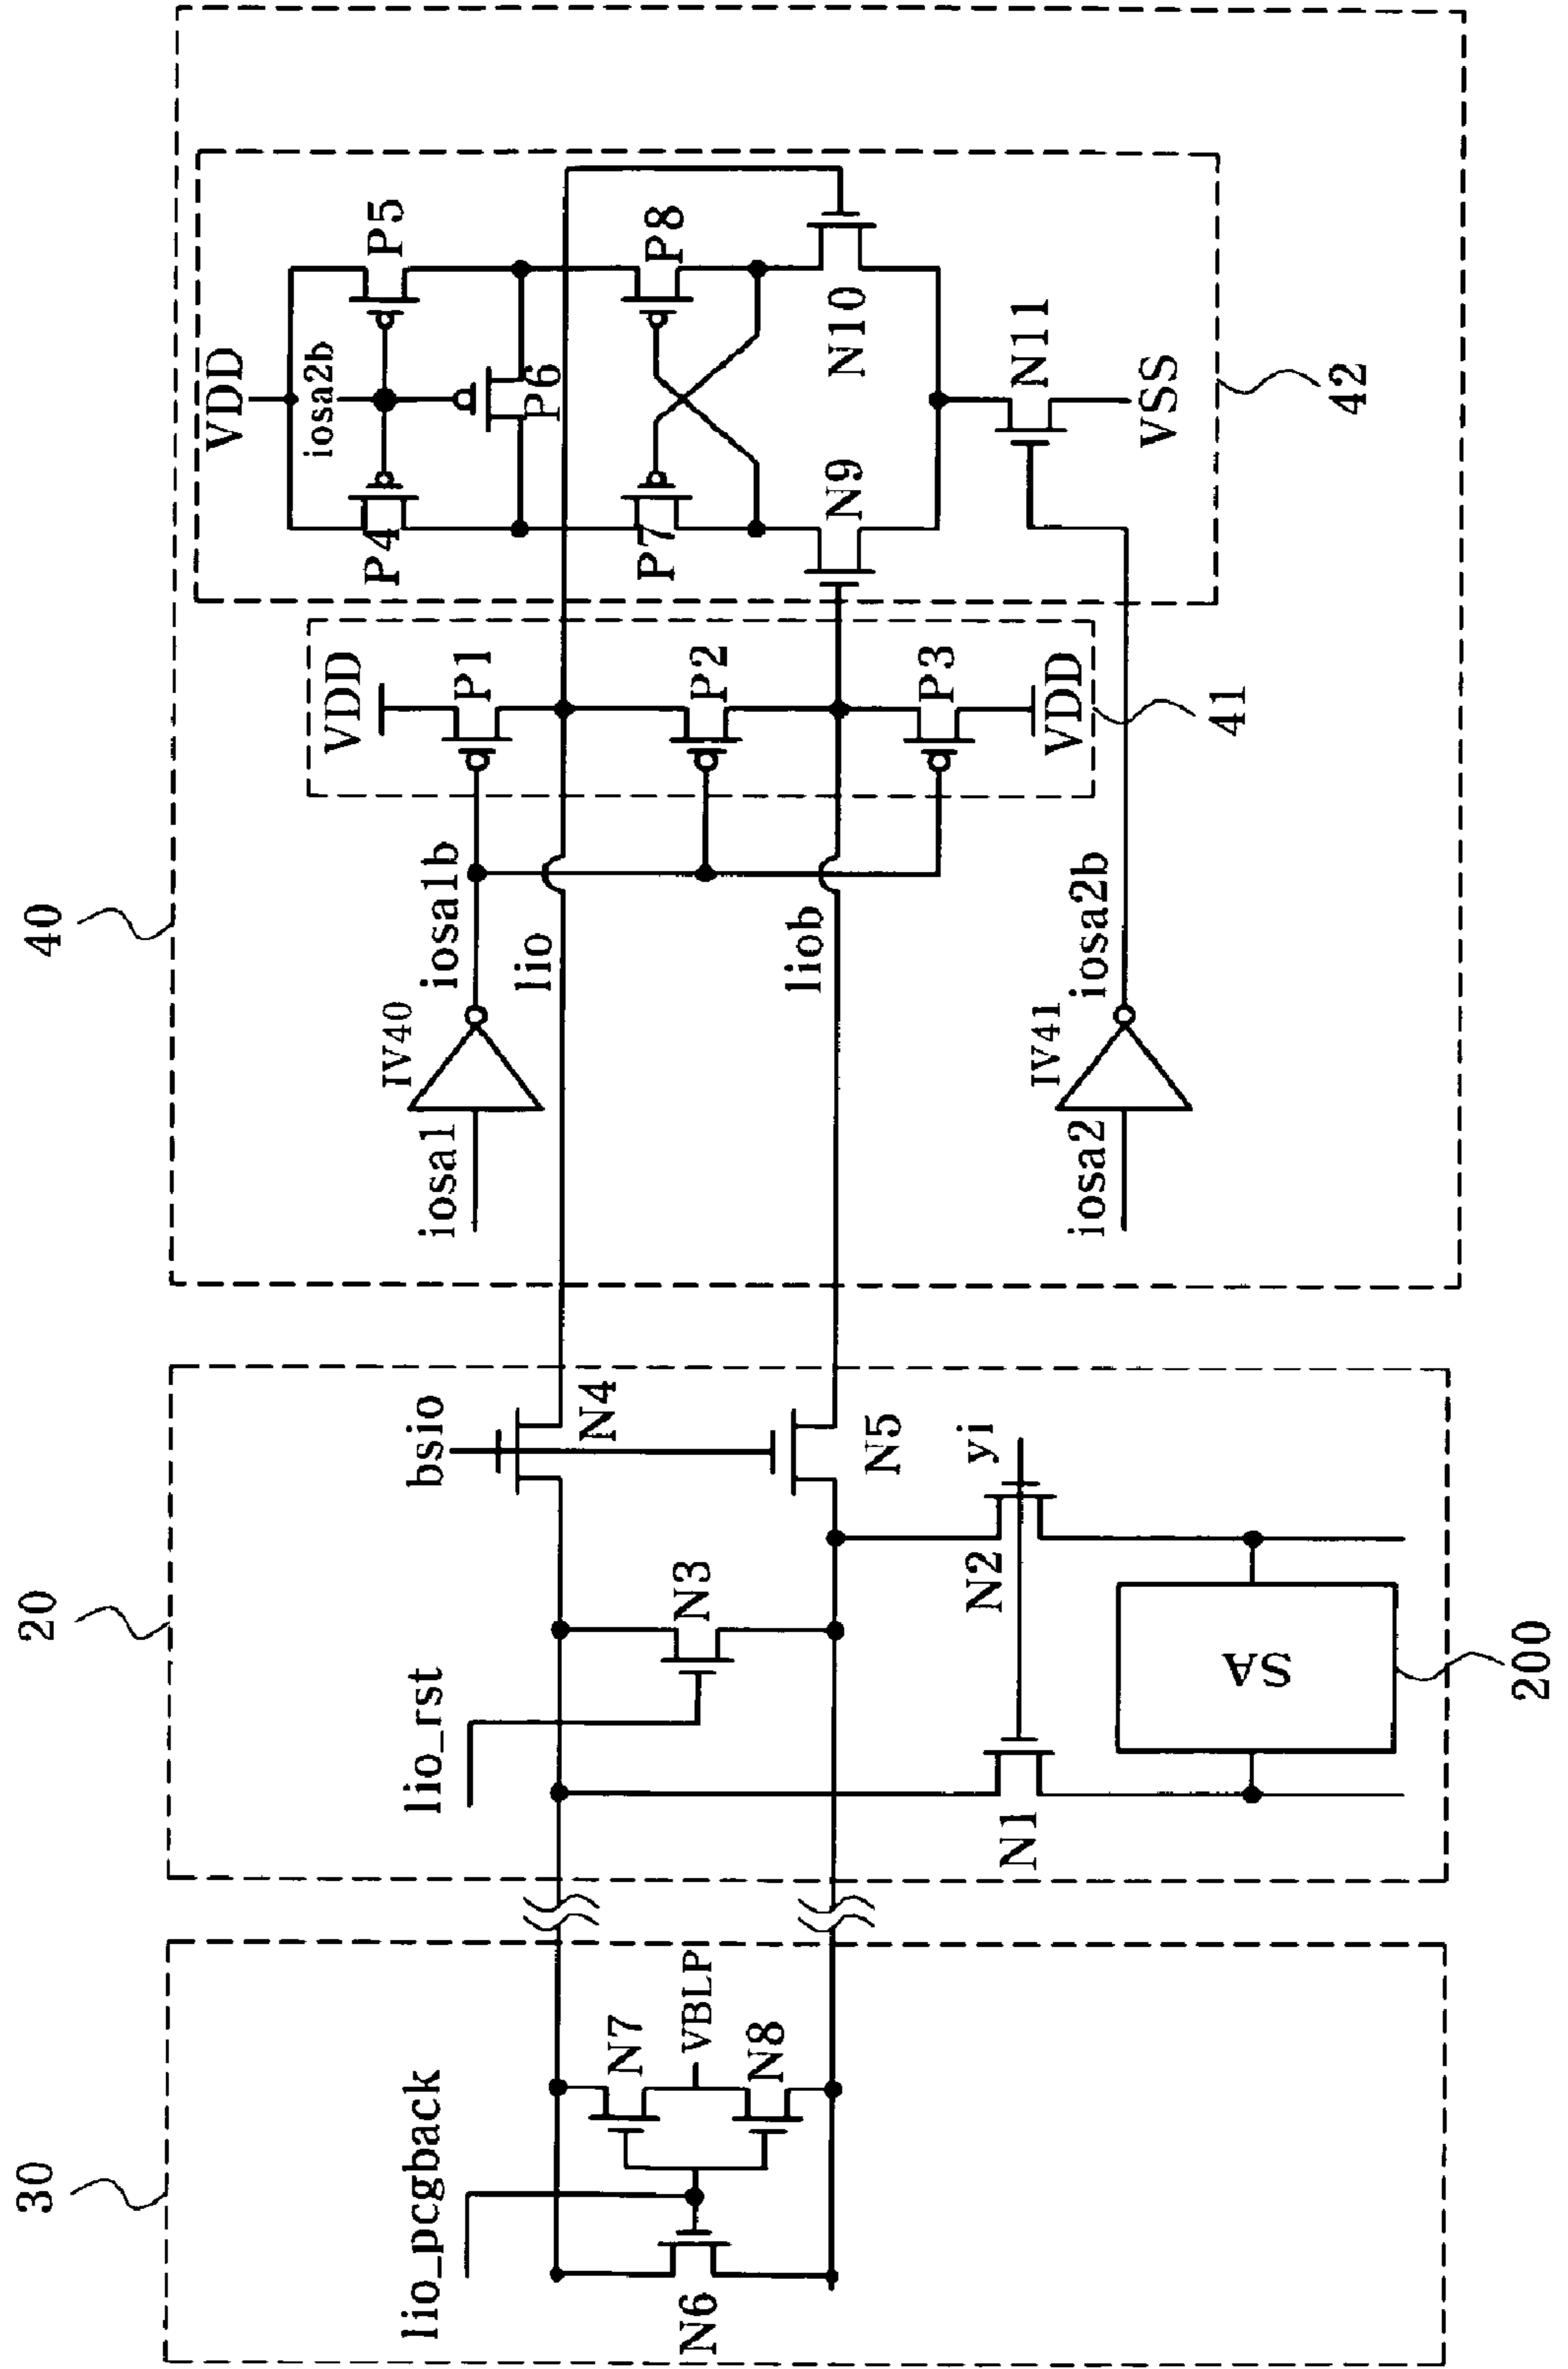 30
lio_pcgback
N6
N7
VBLP
N8
20
lio_rst
N3
N1
SA
200
N2
yi
bsio
N4
N5
40
iosa1
IV40
iosa1b
lio
liob
iosa2
IV41
iosa2b
VDD
P1
P2
P3
VDD
41
VDD
iosa2b
P4
P5
P6
P7
P8
N9
N10
N11
VSS
42